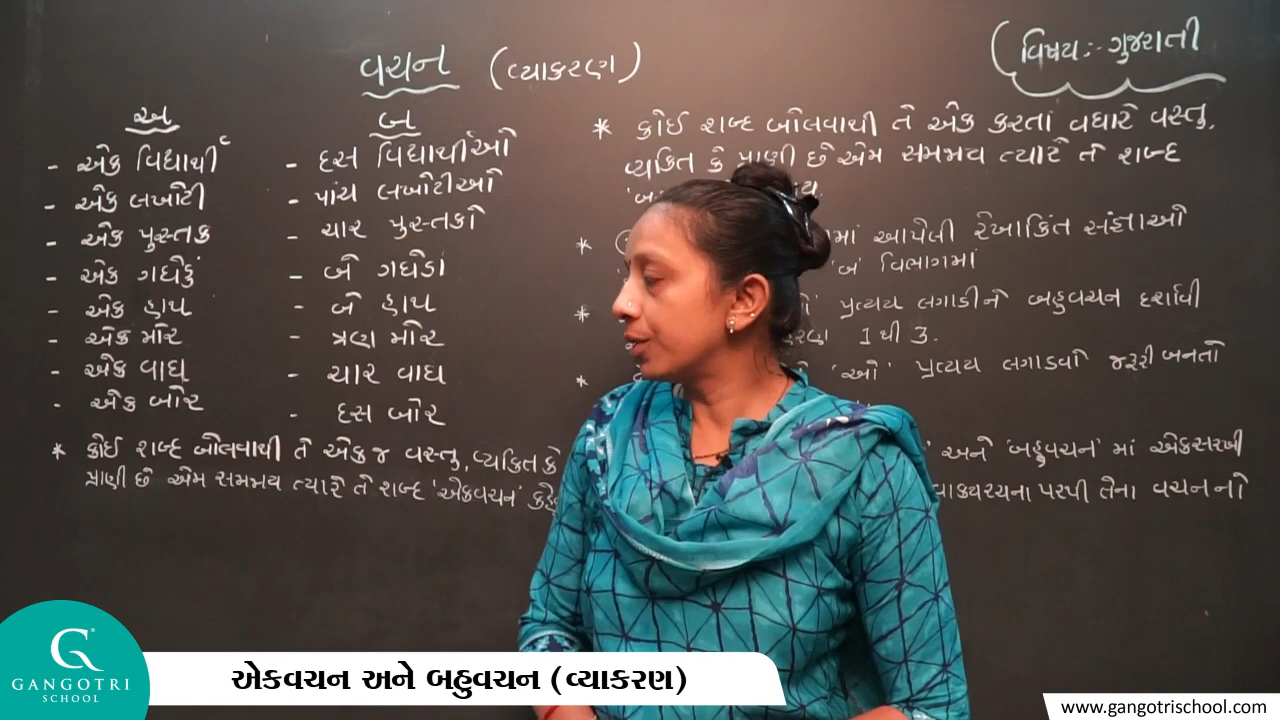 વચન (વ્યાકરણ)
વિષય :- ગુજરાતી
અ
- એક વિદ્યાર્થી
- એક લખોટી
- એક પુસ્તક
- એક ગધેડું
- એક હાથ
- એક મોર
- એક વાઘ
- એક બોર
બ
- દસ વિદ્યાર્થીઓ
- પાંચ લખોટીઓ
- ચાર પુસ્તકો
- બે ગધેડાં
- બે હાથ
- ત્રણ મોર
- ચાર વાઘ
- દસ બોર
* કોઈ શબ્દ બોલવાથી તે એક જ વસ્તુ, વ્યકિત કે
પ્રાણી છે એમ સમજાય ત્યારે તે શબ્દ 'એકવચન'
* કોઈ શબ્દ બોલવાથી તે એક કરતાં વધારે વસ્તુ,
વ્યકિત કે પ્રાણી છે એમ સમજાય ત્યારે તે શબ્દ
*
માં આપેલી રેખાંકિત સંજ્ઞાઓ
'બ' વિભાગમાં
*
પ્રત્યય લગાડીને બહુવચન દર્શાવી
1 થી 3.
*
'ઓ' પ્રત્યય લગાડવો જરૂરી બનતો
અને 'બહુવચન' માં એકસરખી
વાક્યરચના પરથી તેના વચનનો
G
GANGOTRI
SCHOOL
એકવચન અને બહુવચન (વ્યાકરણ)
www.gangotrischool.com